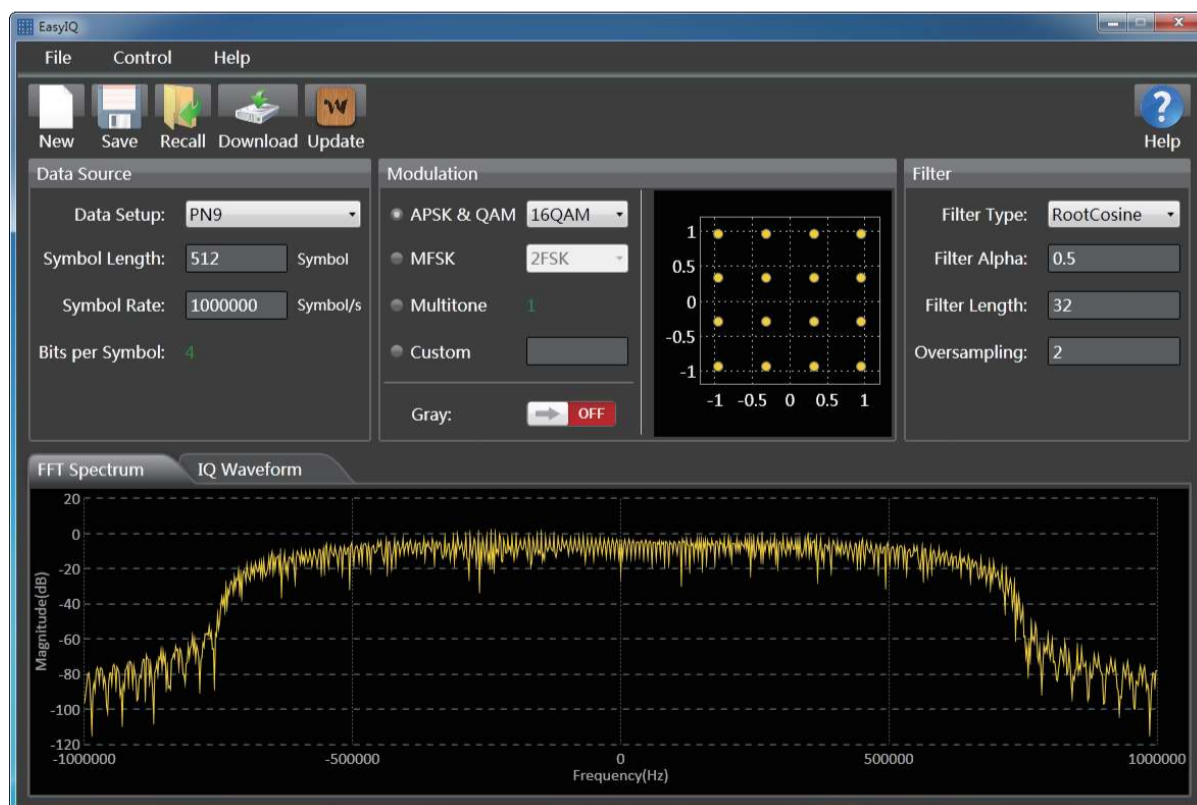 EasyIQ
File Control Help
New Save Recall Download Update Help
Data Source
Data Setup: PN9
Symbol Length: 512 Symbol
Symbol Rate: 1000000 Symbol/s
Bits per Symbol: 4
Modulation
APSK & QAM 16QAM
MFSK 2FSK
Multitone 1
Custom
Gray: OFF
1
0.5
0
-0.5
-1
-1 -0.5 0 0.5 1
Filter
Filter Type: RootCosine
Filter Alpha: 0.5
Filter Length: 32
Oversampling: 2
FFT Spectrum IQ Waveform
Magnitude(dB)
20
0
-20
-40
-60
-80
-100
-120
-1000000 -500000 0 500000 1000000
Frequency(Hz)